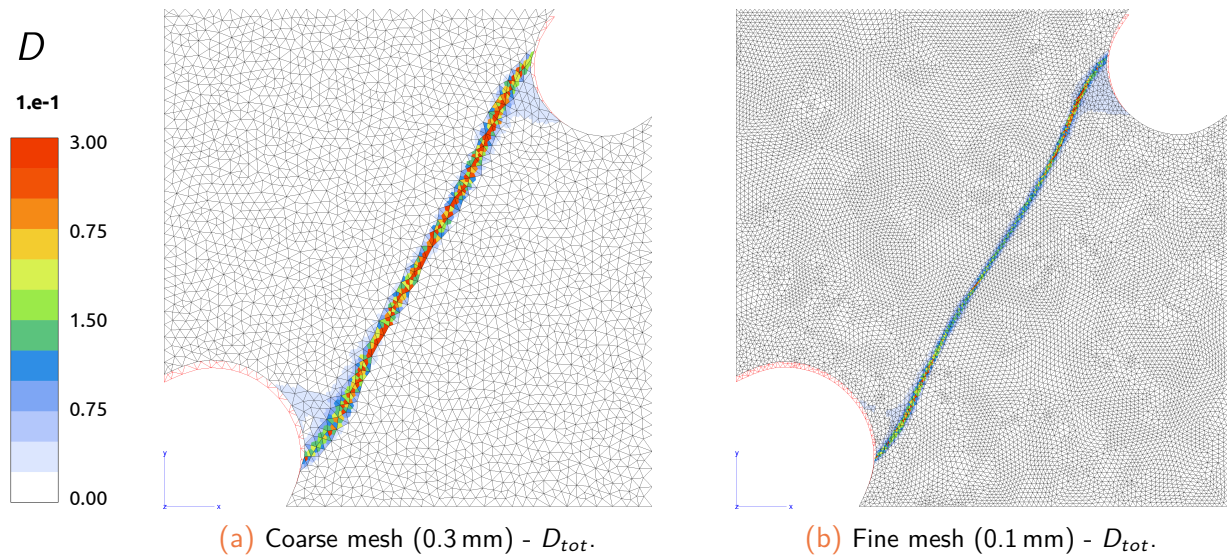 D
1.e-1
3.00
0.75
1.50
0.75
0.00
y
z
x
y
z
x
(a) Coarse mesh (0.3 mm) - D_tot.
(b) Fine mesh (0.1 mm) - D_tot.